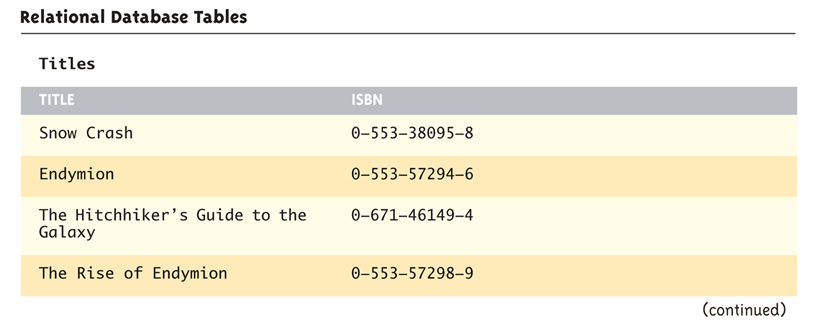 Relational Database Tables
Titles
TITLE ISBN
Snow Crash 0–553–38095–8
Endymion 0–553–57294–6
The Hitchhiker’s Guide to the 0–671–46149–4
Galaxy
The Rise of Endymion 0–553–57298–9
(continued)